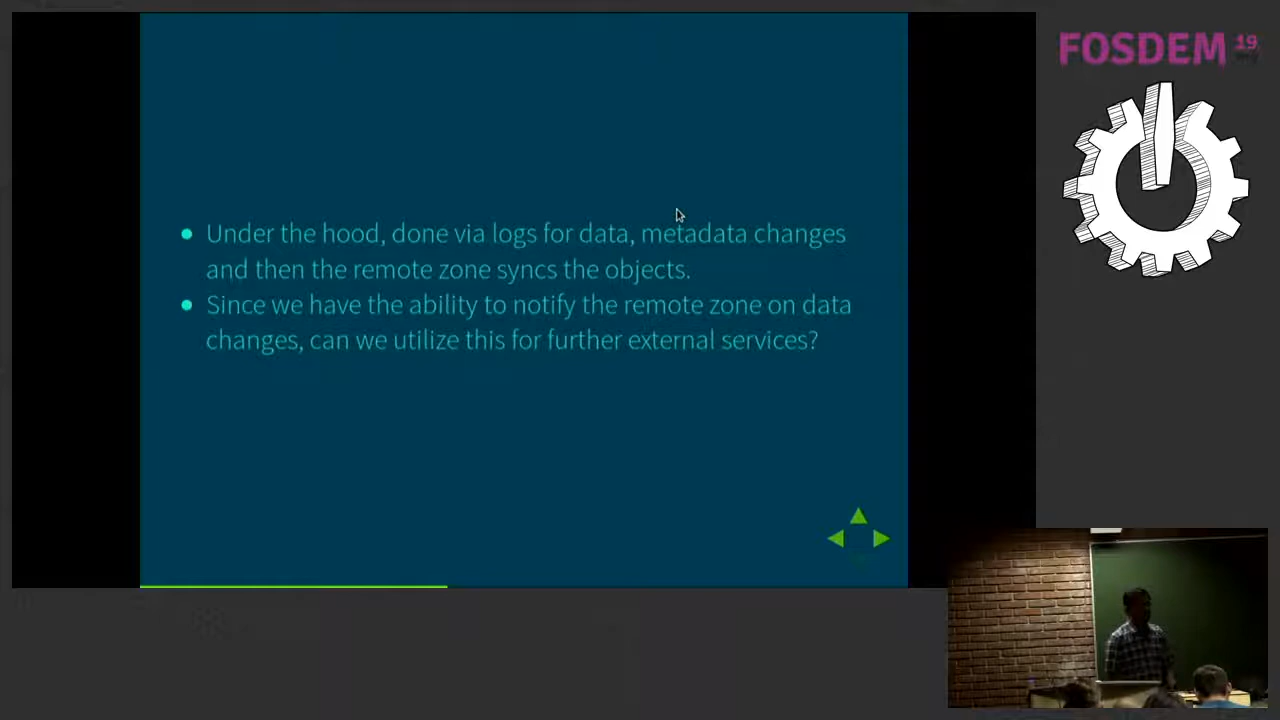 FOSDEM 19
Under the hood, done via logs for data, metadata changes
and then the remote zone syncs the objects.
Since we have the ability to notify the remote zone on data
changes, can we utilize this for further external services?